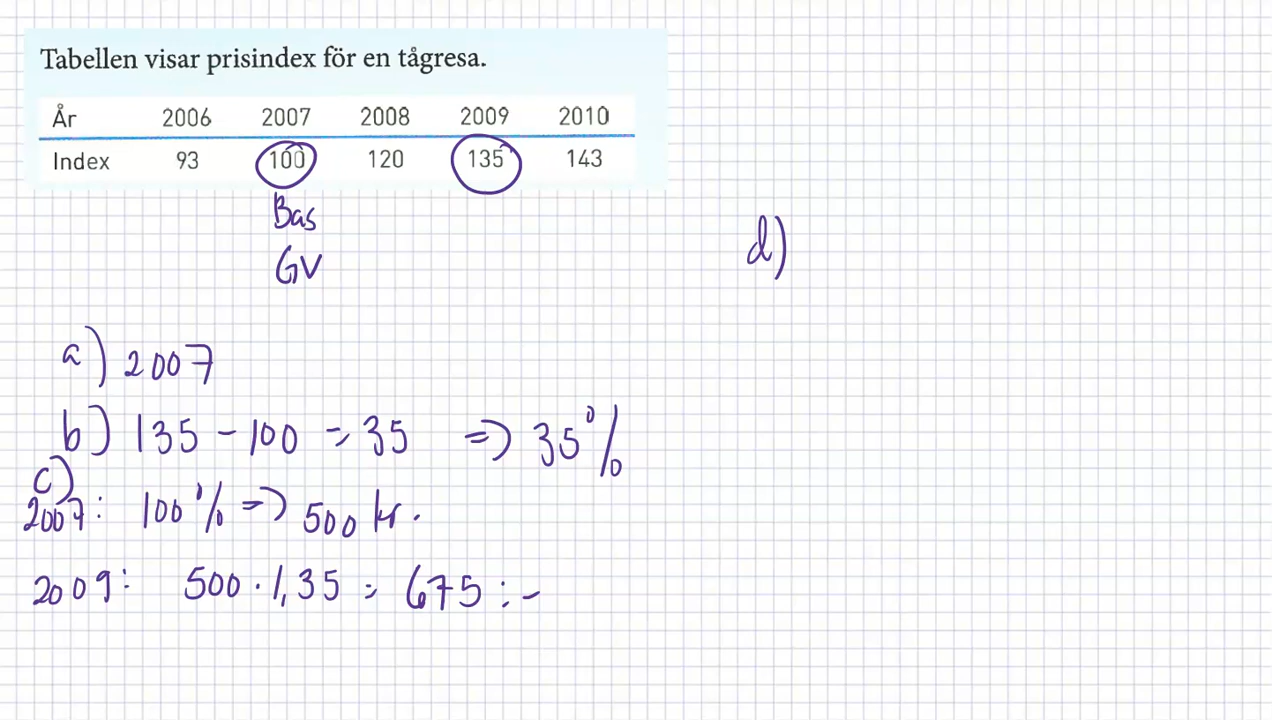 Tabellen visar prisindex för en tågresa.
År 2006 2007 2008 2009 2010
Index 93 100 120 135 143
Bas
GV
d)
a) 2007
b) 135 - 100 = 35 => 35%
c)
2007: 100% => 500 kr.
2009: 500 · 1,35 = 675 :-